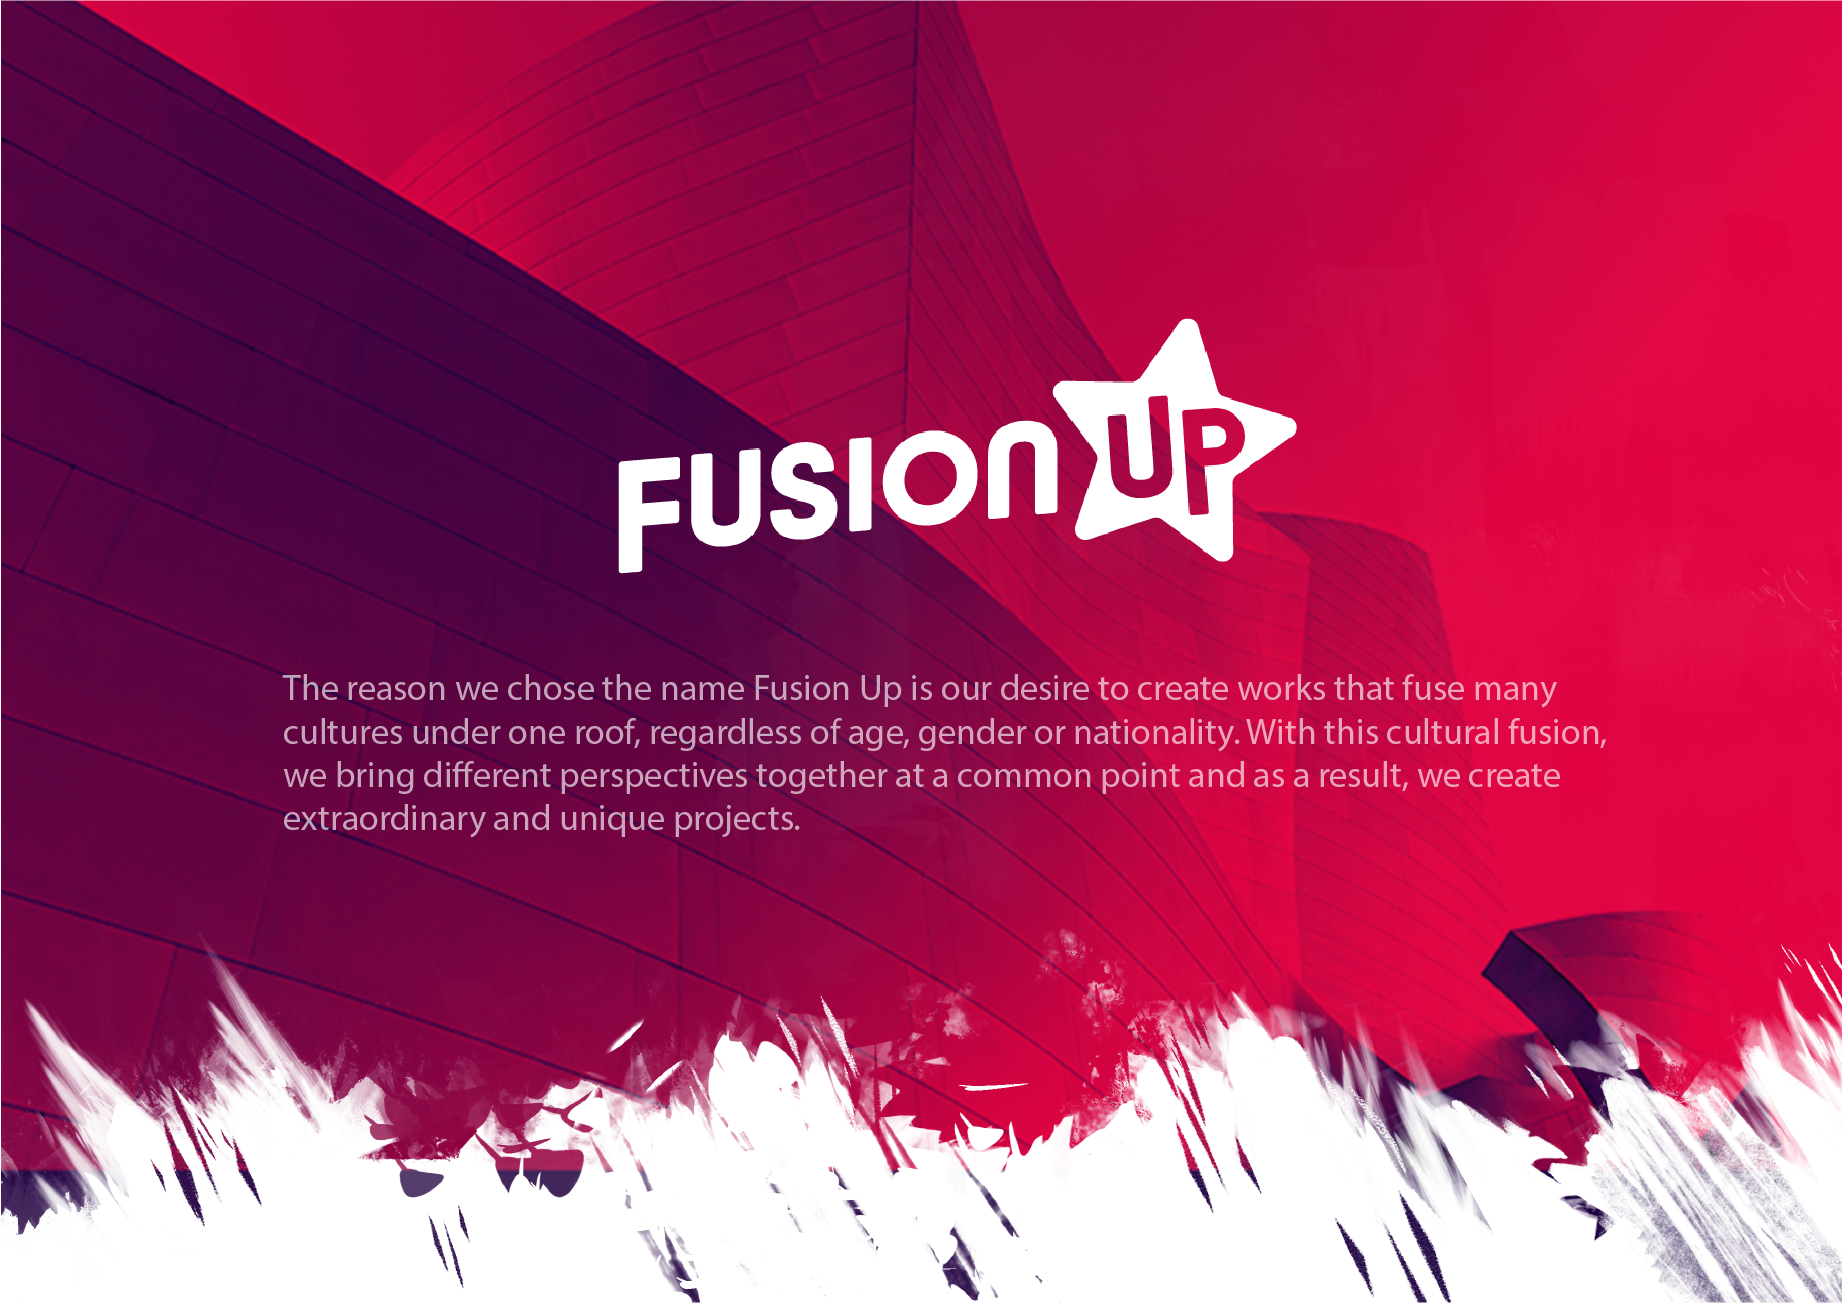 FUSION UP
The reason we chose the name Fusion Up is our desire to create works that fuse many
cultures under one roof, regardless of age, gender or nationality. With this cultural fusion,
we bring different perspectives together at a common point and as a result, we create
extraordinary and unique projects.